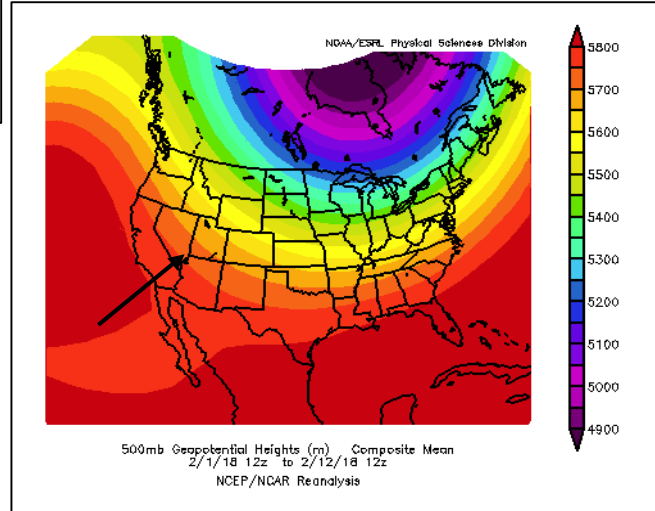 NOAA/ESRL Physical Sciences Division
5800
5700
5600
5500
5400
5300
5200
5100
5000
4900
500mb Geopotential Heights (m) Composite Mean
2/1/18 12z to 2/12/18 12z
NCEP/NCAR Reanalysis